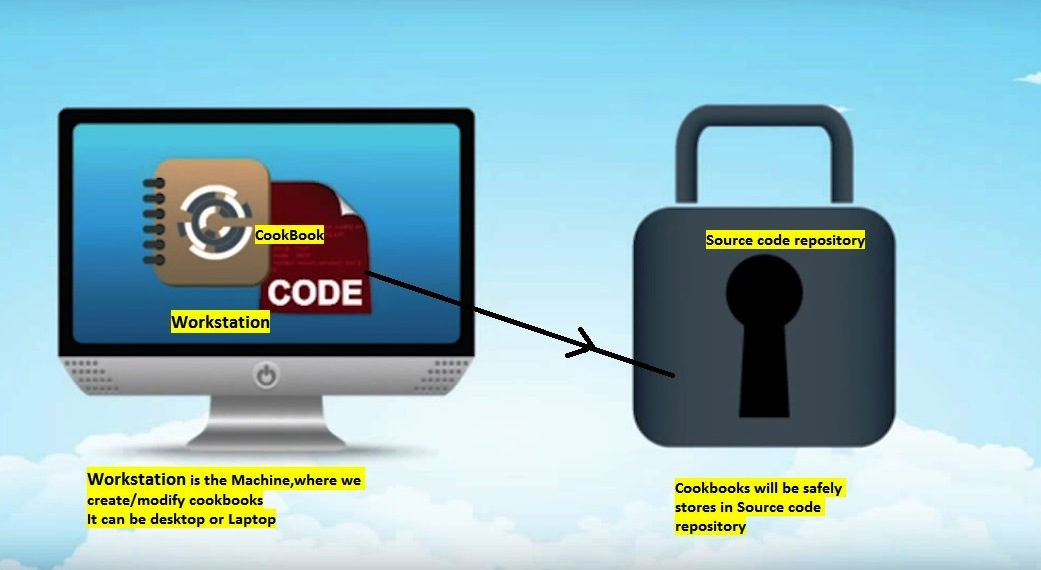 CookBook
CODE
Workstation
Source code repository
Workstation is the Machine,where we
create/modify cookbooks
It can be desktop or Laptop
Cookbooks will be safely
stores in Source code
repository